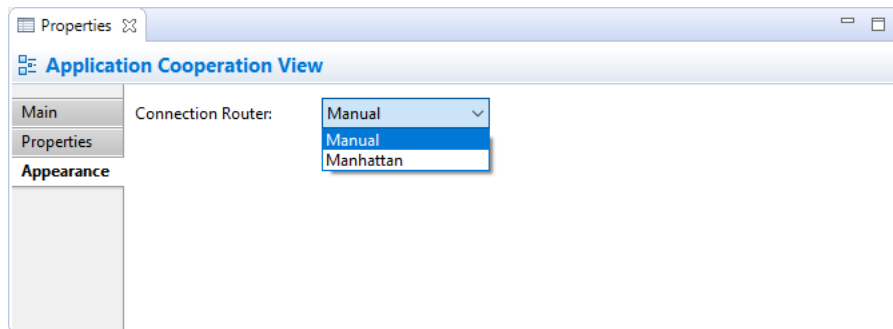 Properties
Application Cooperation View
Main
Properties
Appearance
Connection Router:
Manual
Manual
Manhattan